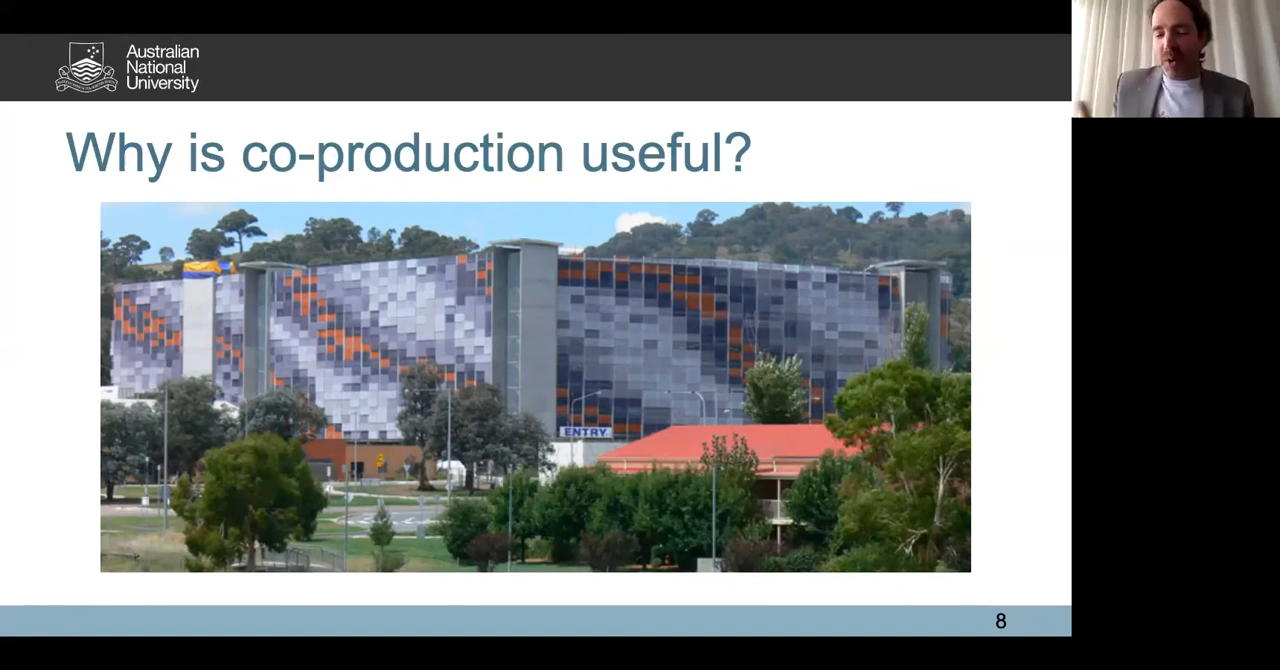 Australian
National
University
Why is co-production useful?
ENTRY
8